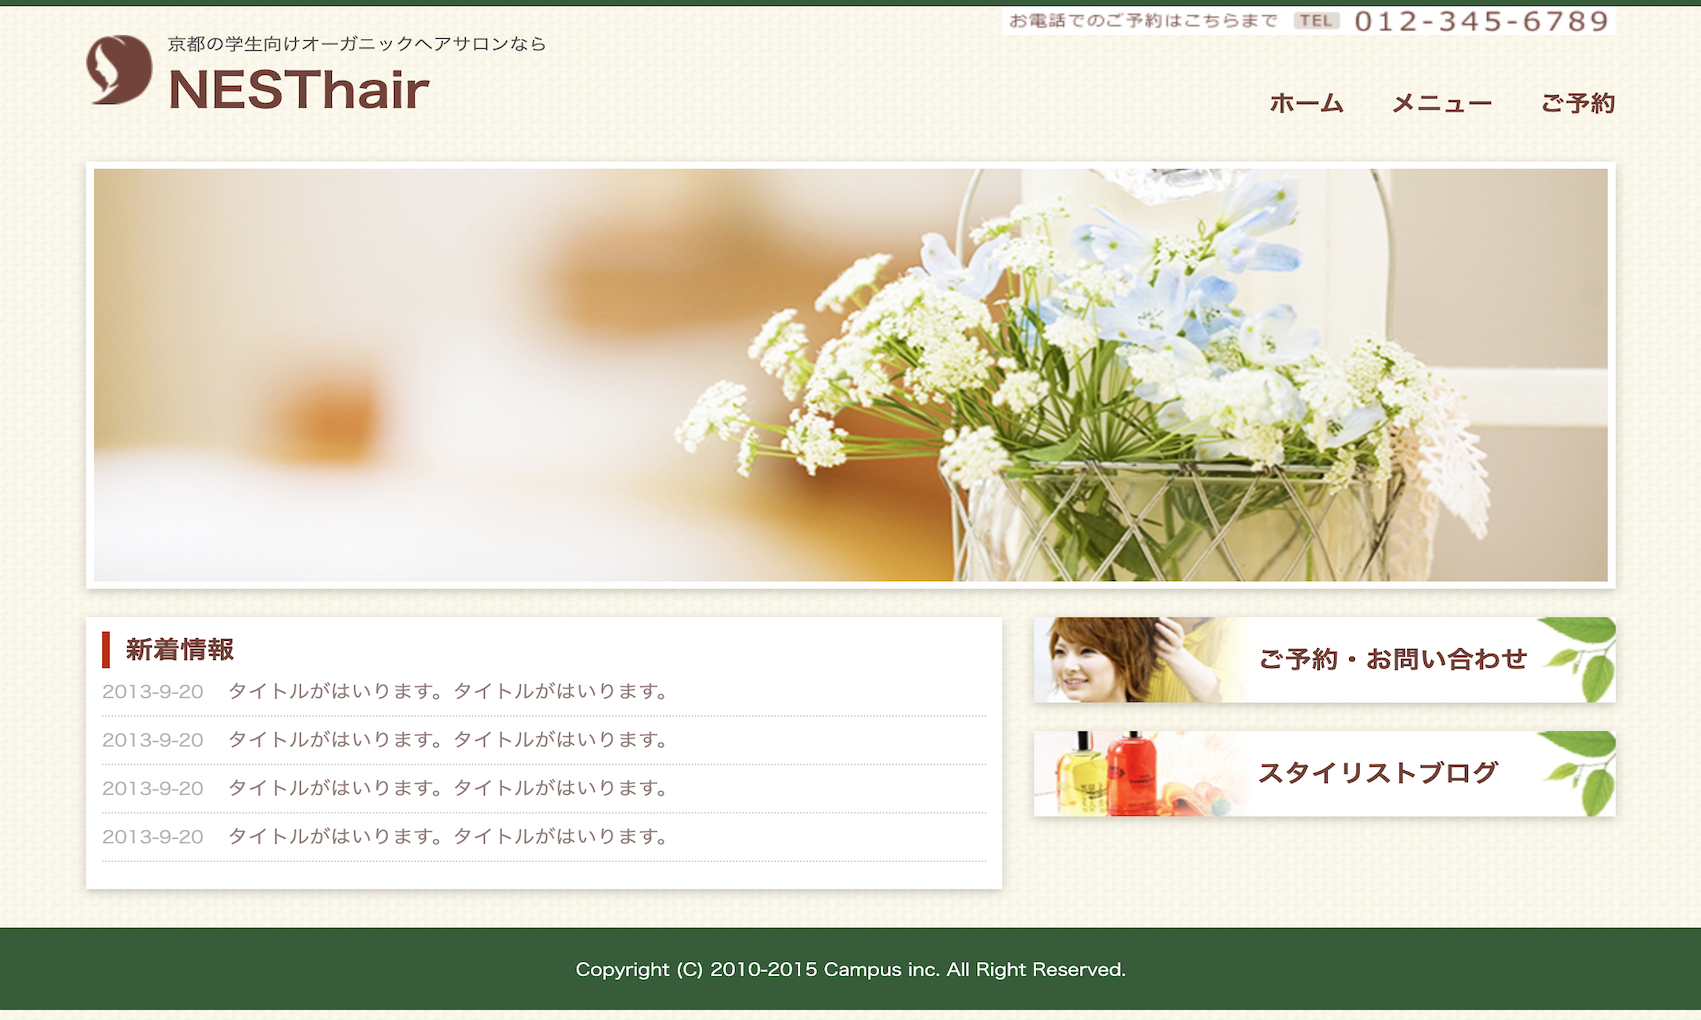 お電話でのご予約はこちらまで TEL 012-345-6789
京都の学生向けオーガニックヘアサロンなら
NESThair
ホーム メニュー ご予約
新着情報
2013-9-20 タイトルがはいります。タイトルがはいります。
2013-9-20 タイトルがはいります。タイトルがはいります。
2013-9-20 タイトルがはいります。タイトルがはいります。
2013-9-20 タイトルがはいります。タイトルがはいります。
ご予約・お問い合わせ
スタイリストブログ
Copyright (C) 2010-2015 Campus inc. All Right Reserved.